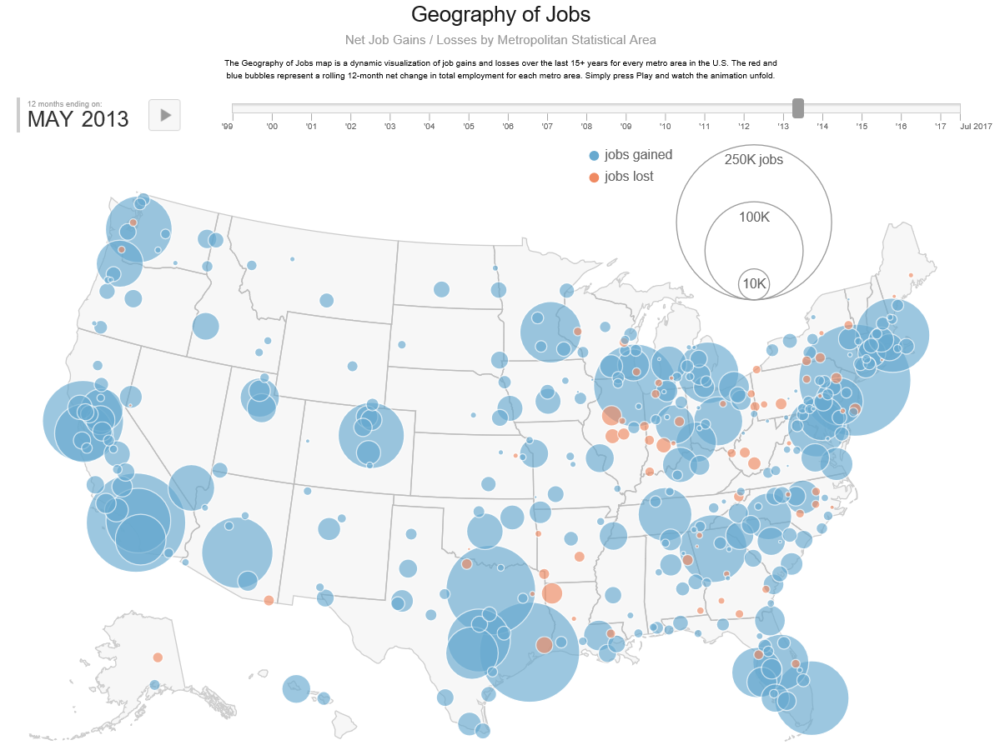 Geography of Jobs
Net Job Gains / Losses by Metropolitan Statistical Area
The Geography of Jobs map is a dynamic visualization of job gains and losses over the last 15+ years for every metro area in the U.S. The red and
blue bubbles represent a rolling 12-month net change in total employment for each metro area. Simply press Play and watch the animation unfold.
12 months ending on:
MAY 2013
'99 '00 '01 '02 '03 '04 '05 '06 '07 '08 '09 '10 '11 '12 '13 '14 '15 '16 '17 Jul 2017
jobs gained
jobs lost
250K jobs
100K
10K